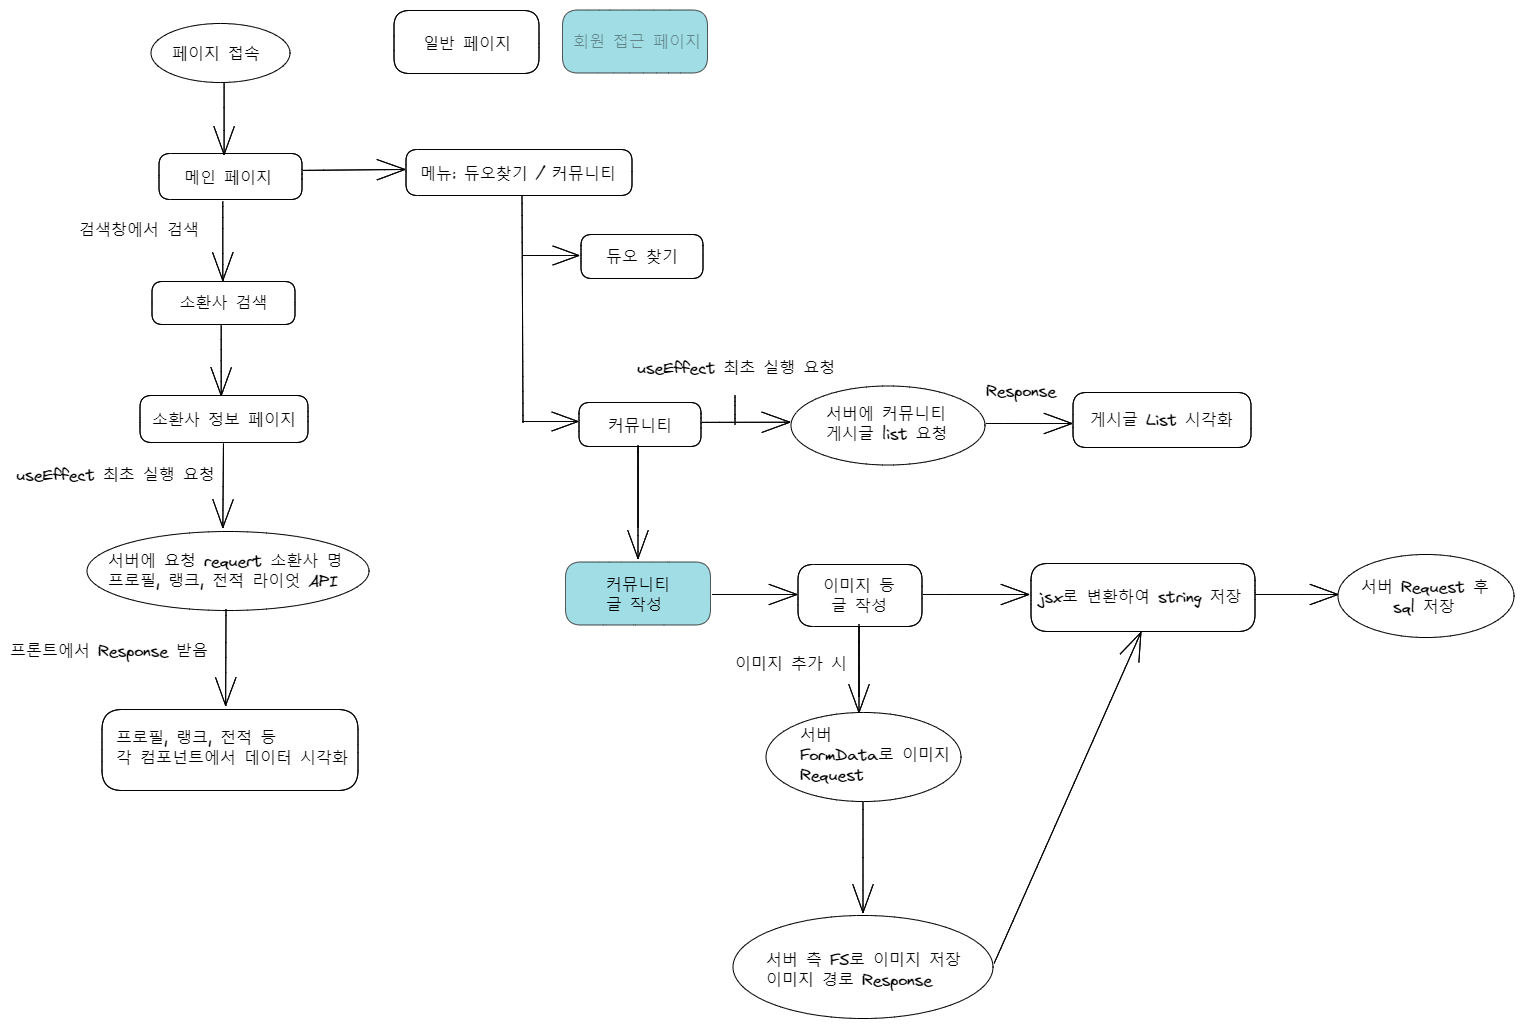 페이지 접속
일반 페이지
회원 접근 페이지
메인 페이지
메뉴: 듀오찾기 / 커뮤니티
검색창에서 검색
듀오 찾기
소환사 검색
useEffect 최초 실행 요청
Response
소환사 정보 페이지
커뮤니티
서버에 커뮤니티
게시글 list 요청
게시글 List 시각화
useEffect 최초 실행 요청
서버에 요청 requert 소환사 명
프로필, 랭크, 전적 라이엇 API
커뮤니티
글 작성
이미지 등
글 작성
jsx로 변환하여 string 저장
서버 Request 후
sql 저장
프론트에서 Response 받음
이미지 추가 시
프로필, 랭크, 전적 등
각 컴포넌트에서 데이터 시각화
서버
FormData로 이미지
Request
서버 측 FS로 이미지 저장
이미지 경로 Response